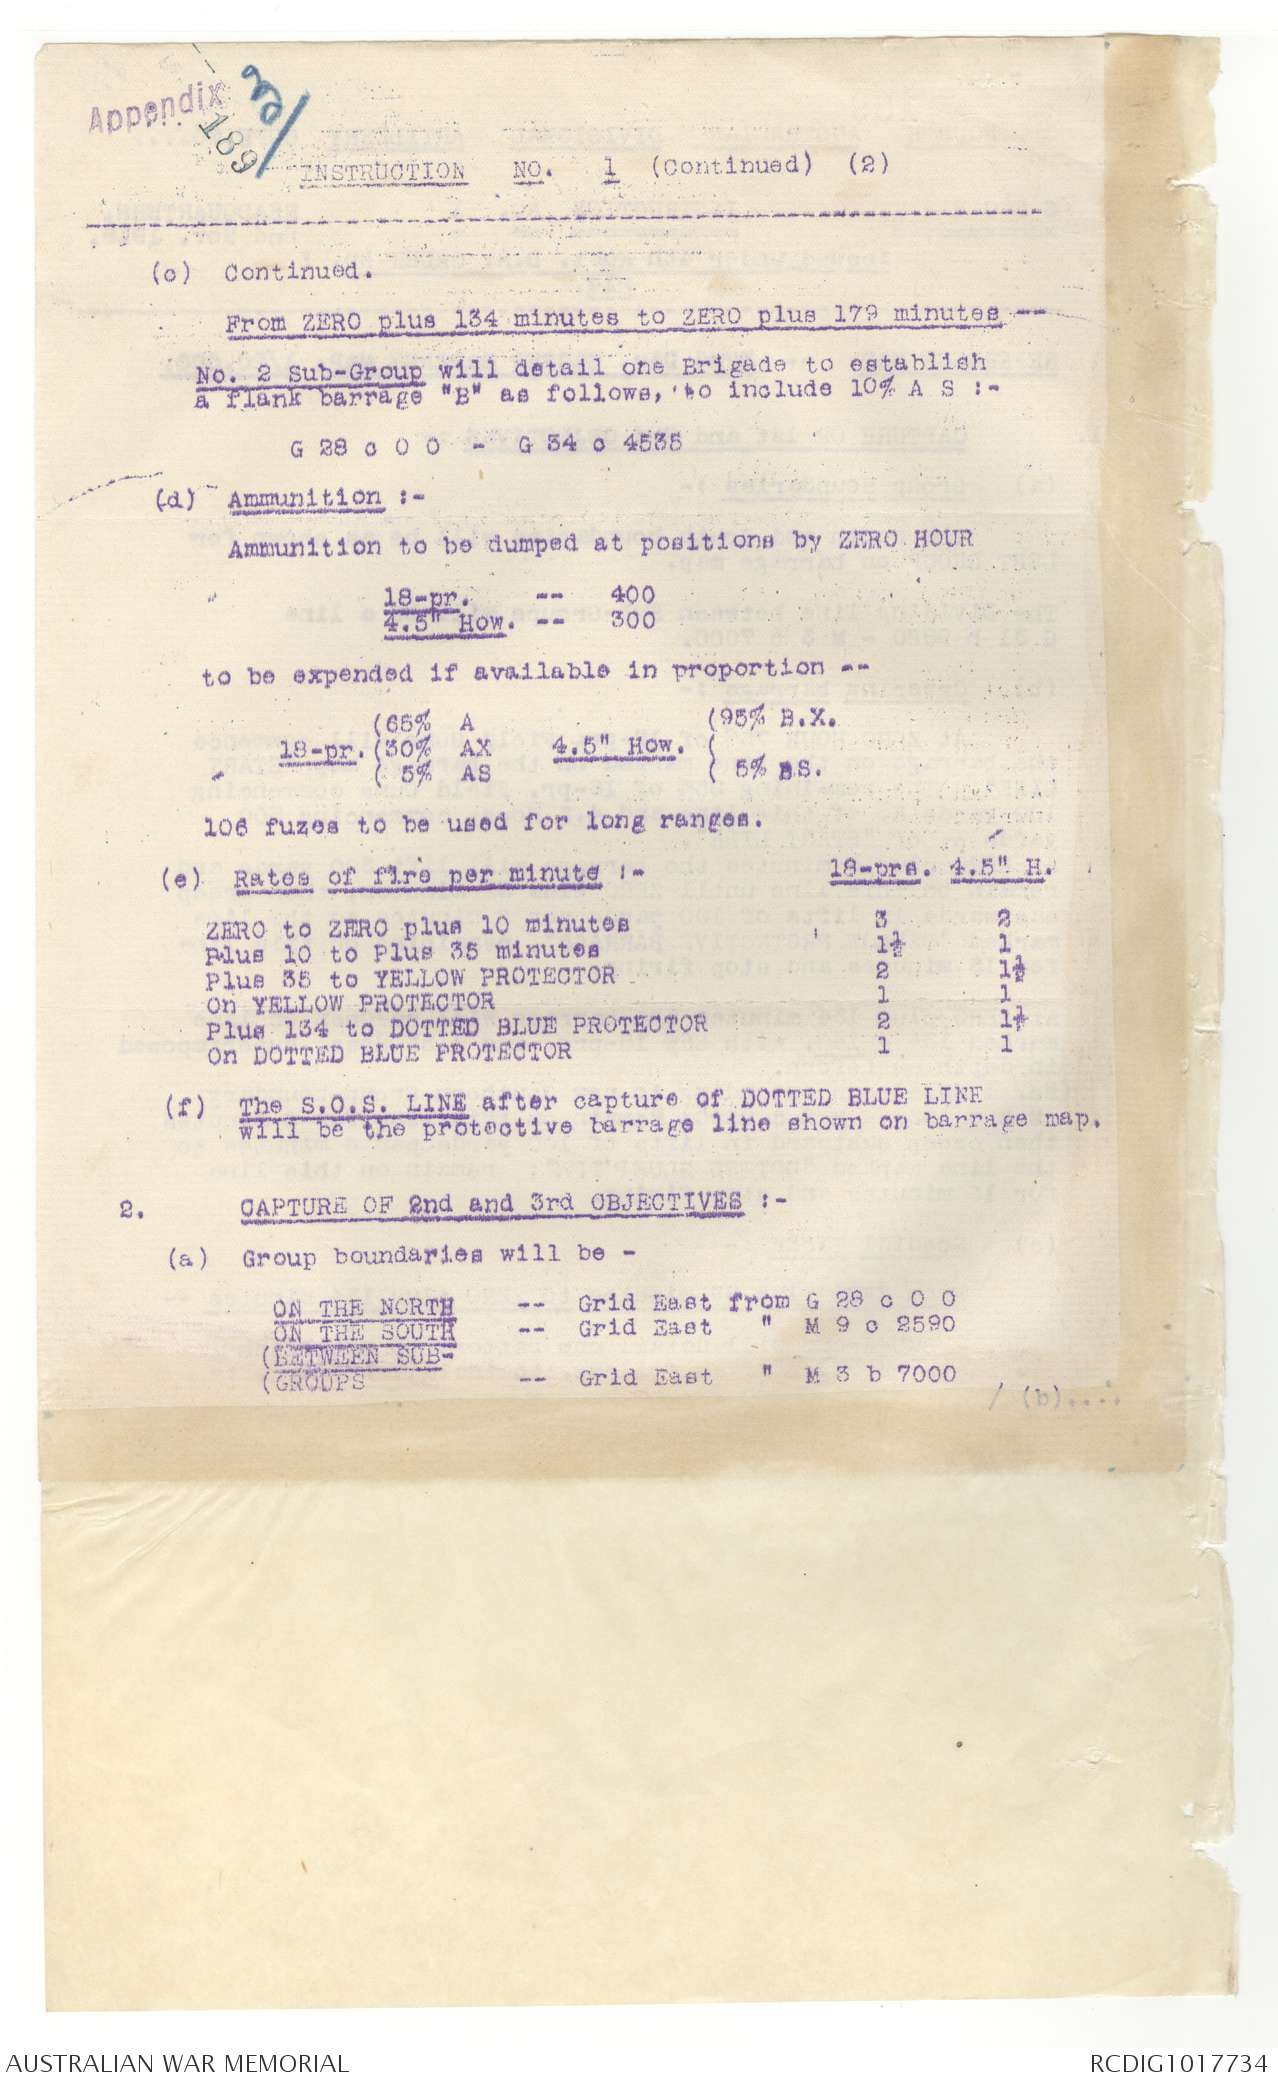 Appendix
189
INSTRUCTION NO. 1 (Continued) (2)
(c) Continued.
From ZERO plus 134 minutes to ZERO plus 179 minutes --
No. 2 Sub-Group will detail one Brigade to establish
a flank barrage "B" as follows, to include 10% A S :-
G 28 c 0 0 - G 34 c 4535
(d) Ammunition :-
Ammunition to be dumped at positions by ZERO HOUR
18-pr. -- 400
4.5" How. -- 300
to be expended if available in proportion --
(65% A (95% B.X.
18-pr.(30% AX 4.5" How. (
( 5% AS ( 5% BS.
106 fuzes to be used for long ranges.
(e) Rates of fire per minute :- 18-prs. 4.5" H.
ZERO to ZERO plus 10 minutes 3 2
Plus 10 to Plus 35 minutes 1½ 1
Plus 35 to YELLOW PROTECTOR 2 1½
On YELLOW PROTECTOR 1 1
Plus 134 to DOTTED BLUE PROTECTOR 2 1½
On DOTTED BLUE PROTECTOR 1 1
(f) The S.O.S. LINE after capture of DOTTED BLUE LINE
will be the protective barrage line shown on barrage map.
2. CAPTURE OF 2nd and 3rd OBJECTIVES :-
(a) Group boundaries will be -
ON THE NORTH -- Grid East from G 28 c 0 0
ON THE SOUTH -- Grid East " M 9 c 2590
(BETWEEN SUB-
(GROUPS -- Grid East " M 3 b 7000
/ (b)....
AUSTRALIAN WAR MEMORIAL RCDIG1017734